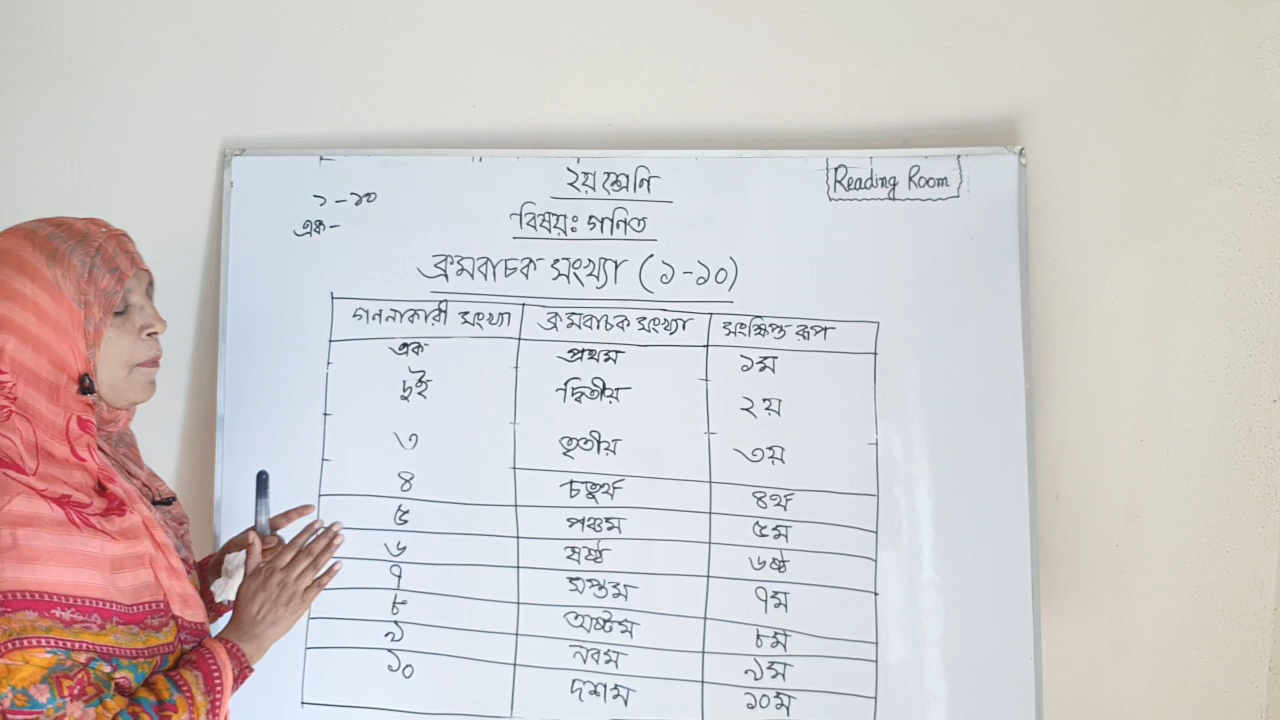 ২য় শ্রেণি
Reading Room
১-১০
এক-
বিষয়ঃ গনিত
ক্রমবাচক সংখ্যা (১-১০)
গননাকারী সংখ্যা ক্রমবাচক সংখ্যা সংক্ষিপ্ত রূপ
এক প্রথম ১ম
দুই দ্বিতীয় ২য়
৩ তৃতীয় ৩য়
৪ চতুর্থ ৪র্থ
৫ পঞ্চম ৫ম
৬ ষষ্ঠ ৬ষ্ঠ
৭ সপ্তম ৭ম
৮ অষ্টম ৮ম
৯ নবম ৯ম
১০ দশম ১০ম